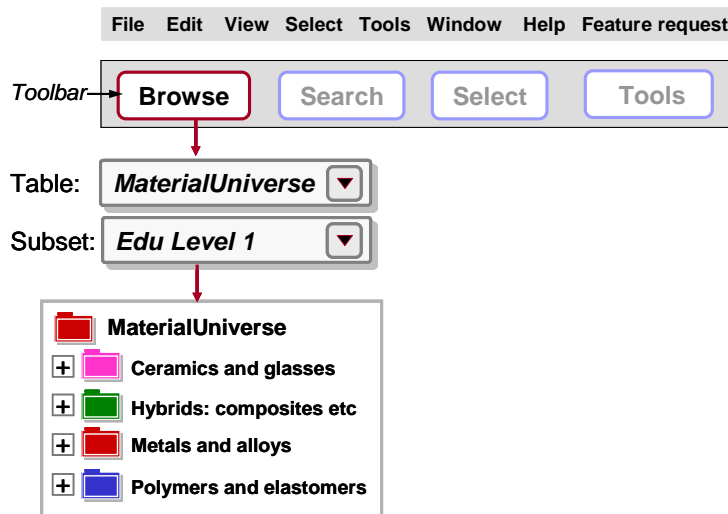 File Edit View Select Tools Window Help Feature request
Toolbar Browse Search Select Tools
Table: MaterialUniverse
Subset: Edu Level 1
MaterialUniverse
Ceramics and glasses
Hybrids: composites etc
Metals and alloys
Polymers and elastomers